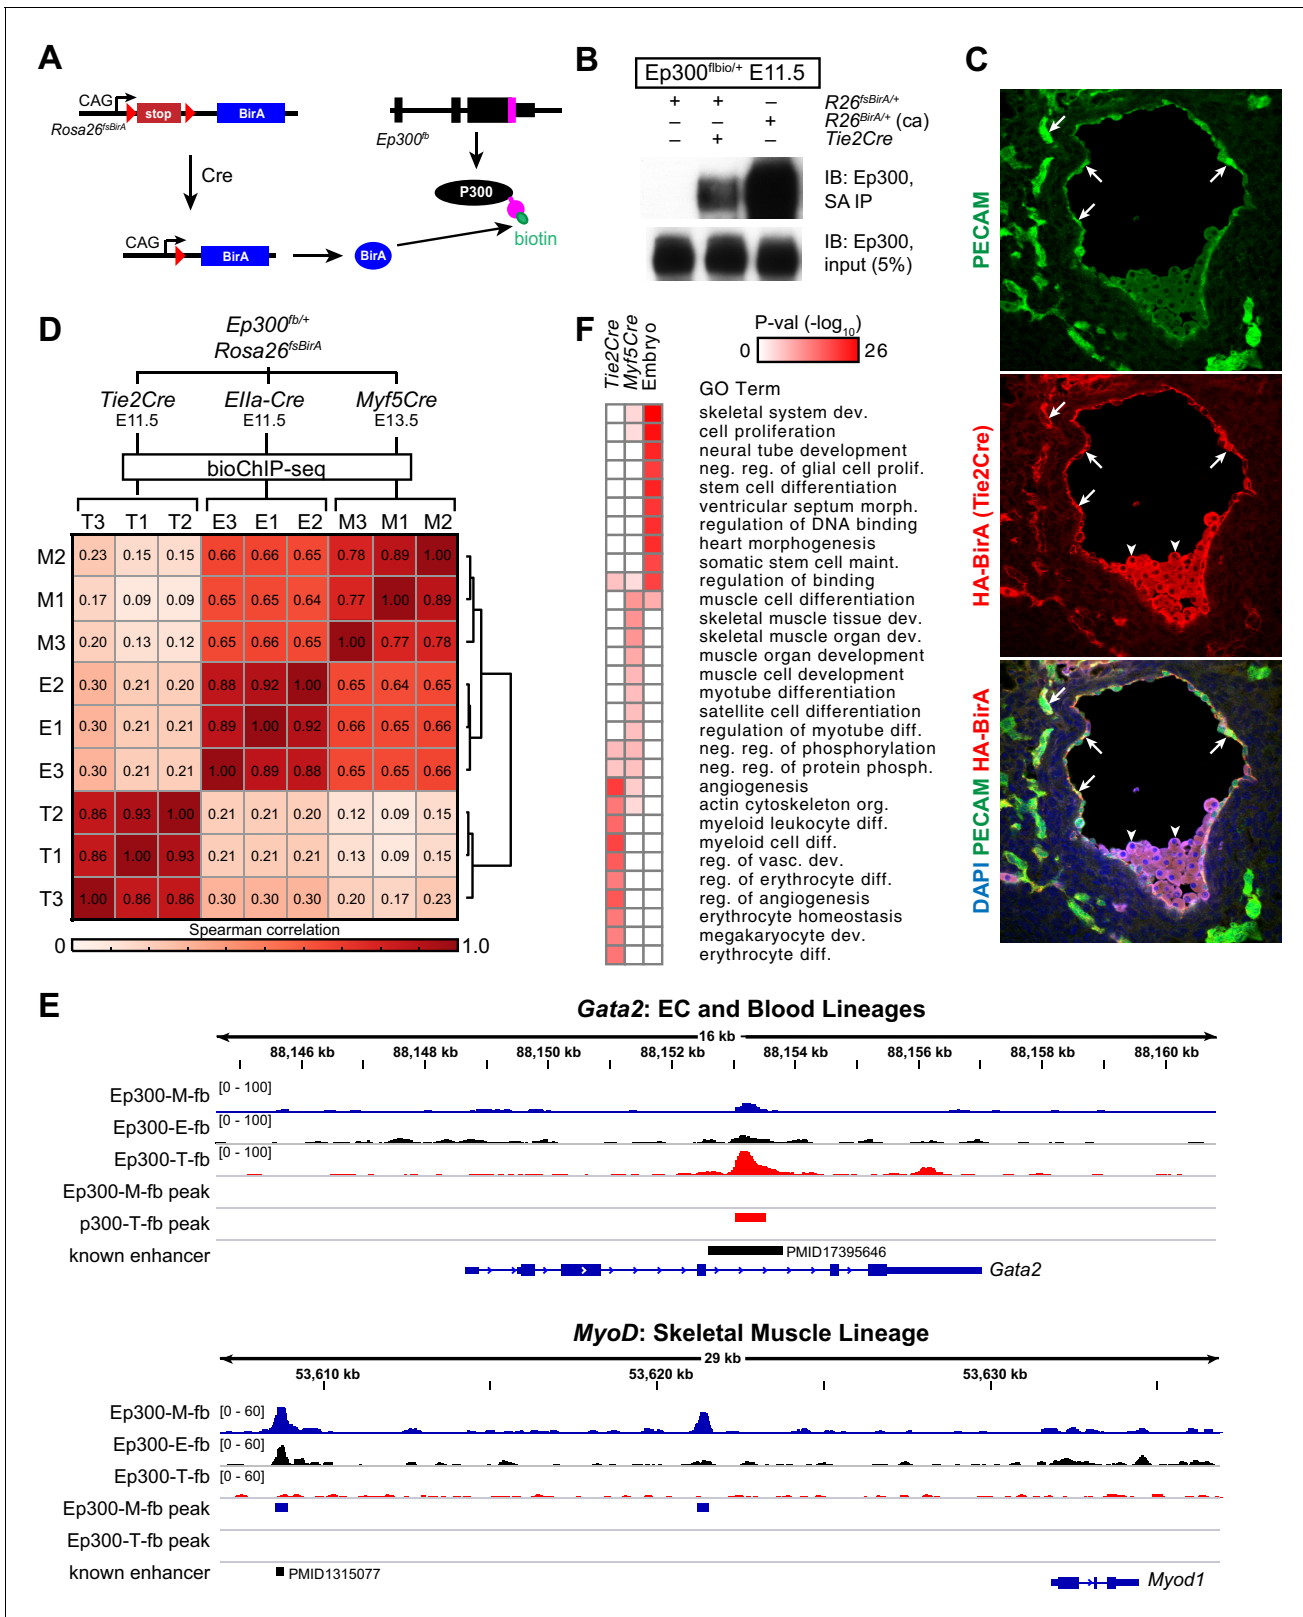 A
CAG
stop
BirA
Rosa26fsBirA
Cre
CAG
BirA
BirA
Ep300fb
P300
biotin
B
Ep300flbio/+ E11.5
+ + – R26fsBirA/+
– – + R26BirA/+ (ca)
– + – Tie2Cre
IB: Ep300,
SA IP
IB: Ep300,
input (5%)
C
PECAM
HA-BirA (Tie2Cre)
DAPI PECAM HA-BirA
D
Ep300fb/+
Rosa26fsBirA
Tie2Cre EIIa-Cre Myf5Cre
E11.5 E11.5 E13.5
bioChIP-seq
T3 T1 T2 E3 E1 E2 M3 M1 M2
M2 0.23 0.15 0.15 0.66 0.66 0.65 0.78 0.89 1.00
M1 0.17 0.09 0.09 0.65 0.65 0.64 0.77 1.00 0.89
M3 0.20 0.13 0.12 0.65 0.66 0.65 1.00 0.77 0.78
E2 0.30 0.21 0.20 0.88 0.92 1.00 0.65 0.64 0.65
E1 0.30 0.21 0.21 0.89 1.00 0.92 0.66 0.65 0.66
E3 0.30 0.21 0.21 1.00 0.89 0.88 0.65 0.65 0.66
T2 0.86 0.93 1.00 0.21 0.21 0.20 0.12 0.09 0.15
T1 0.86 1.00 0.93 0.21 0.21 0.21 0.13 0.09 0.15
T3 1.00 0.86 0.86 0.30 0.30 0.30 0.20 0.17 0.23
Spearman correlation
0 1.0
F
Tie2Cre
Myf5Cre
Embryo
P-val (-log10)
0 26
GO Term
skeletal system dev.
cell proliferation
neural tube development
neg. reg. of glial cell prolif.
stem cell differentiation
ventricular septum morph.
regulation of DNA binding
heart morphogenesis
somatic stem cell maint.
regulation of binding
muscle cell differentiation
skeletal muscle tissue dev.
skeletal muscle organ dev.
muscle organ development
muscle cell development
myotube differentiation
satellite cell differentiation
regulation of myotube diff.
neg. reg. of phosphorylation
neg. reg. of protein phosph.
angiogenesis
actin cytoskeleton org.
myeloid leukocyte diff.
myeloid cell diff.
reg. of vasc. dev.
reg. of erythrocyte diff.
reg. of angiogenesis
erythrocyte homeostasis
megakaryocyte dev.
erythrocyte diff.
E
Gata2: EC and Blood Lineages
16 kb
88,146 kb 88,148 kb 88,150 kb 88,152 kb 88,154 kb 88,156 kb 88,158 kb 88,160 kb
Ep300-M-fb [0 - 100]
Ep300-E-fb [0 - 100]
Ep300-T-fb [0 - 100]
Ep300-M-fb peak
p300-T-fb peak
known enhancer PMID17395646
Gata2
MyoD: Skeletal Muscle Lineage
29 kb
53,610 kb 53,620 kb 53,630 kb
Ep300-M-fb [0 - 60]
Ep300-E-fb [0 - 60]
Ep300-T-fb [0 - 60]
Ep300-M-fb peak
Ep300-T-fb peak
known enhancer PMID1315077
Myod1